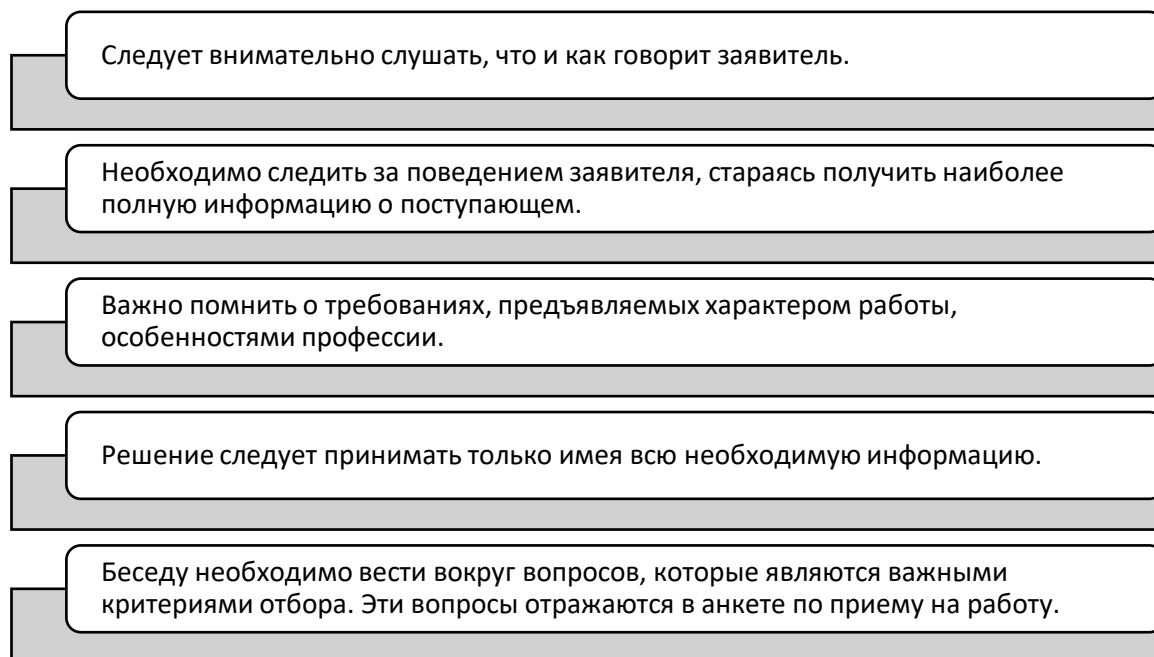 Следует внимательно слушать, что и как говорит заявитель.
Необходимо следить за поведением заявителя, стараясь получить наиболее
полную информацию о поступающем.
Важно помнить о требованиях, предъявляемых характером работы,
особенностями профессии.
Решение следует принимать только имея всю необходимую информацию.
Беседу необходимо вести вокруг вопросов, которые являются важными
критериями отбора. Эти вопросы отражаются в анкете по приему на работу.